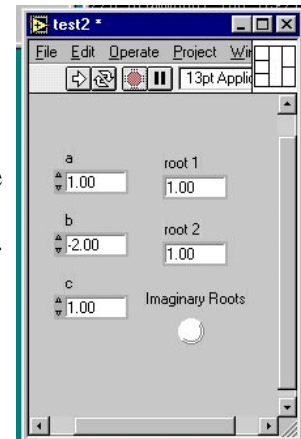 test2 *
File Edit Operate Project
13pt Applic
a
1.00
root 1
1.00
b
-2.00
root 2
1.00
c
1.00
Imaginary Roots